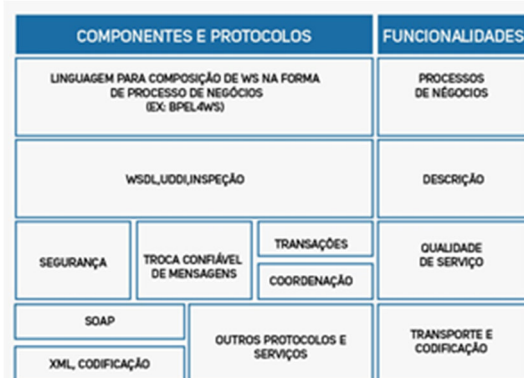 COMPONENTES E PROTOCOLOS
FUNCIONALIDADES
LINGUAGEM PARA COMPOSIÇÃO DE WS NA FORMA
DE PROCESSO DE NEGÓCIOS
(EX: BPEL4WS)
PROCESSOS
DE NÉGOCIOS
WSDL,UDDI,INSPEÇÃO
DESCRIÇÃO
SEGURANÇA
TROCA CONFIÁVEL
DE MENSAGENS
TRANSAÇÕES
COORDENAÇÃO
QUALIDADE
DE SERVIÇO
SOAP
XML, CODIFICAÇÃO
OUTROS PROTOCOLOS E
SERVIÇOS
TRANSPORTE E
CODIFICAÇÃO